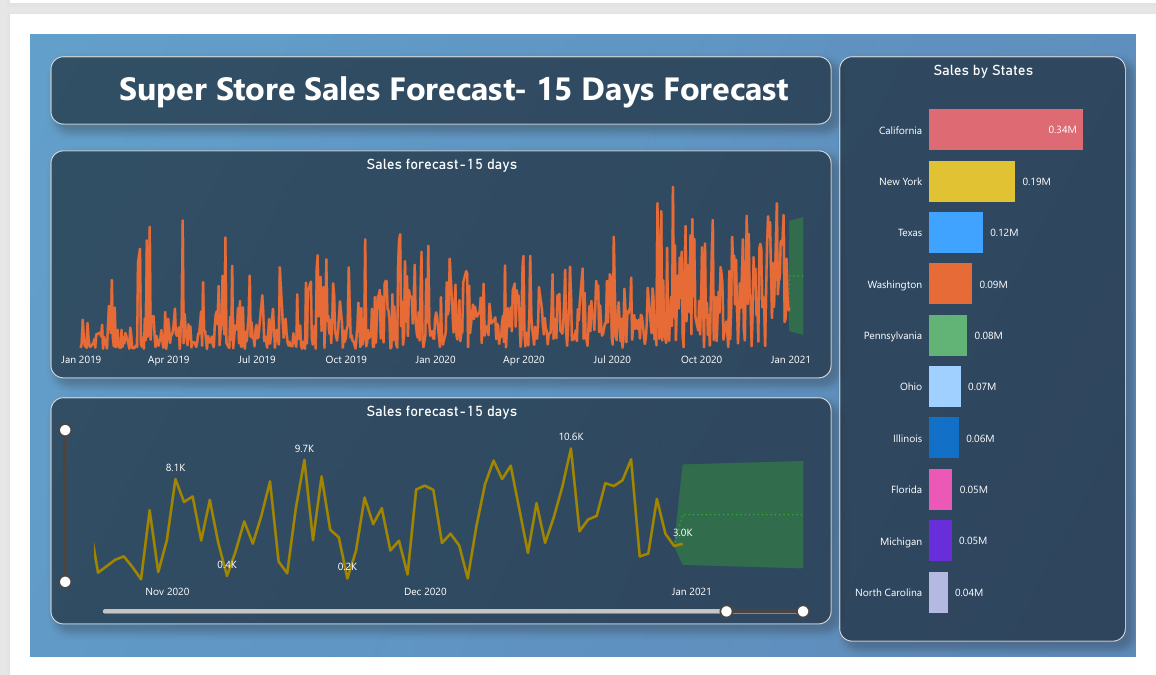 Super Store Sales Forecast- 15 Days Forecast
Sales forecast-15 days
Jan 2019 Apr 2019 Jul 2019 Oct 2019 Jan 2020 Apr 2020 Jul 2020 Oct 2020 Jan 2021
Sales forecast-15 days
10.6K
9.7K
8.1K
3.0K
0.4K 0.2K
Nov 2020 Dec 2020 Jan 2021
Sales by States
California 0.34M
New York 0.19M
Texas 0.12M
Washington 0.09M
Pennsylvania 0.08M
Ohio 0.07M
Illinois 0.06M
Florida 0.05M
Michigan 0.05M
North Carolina 0.04M